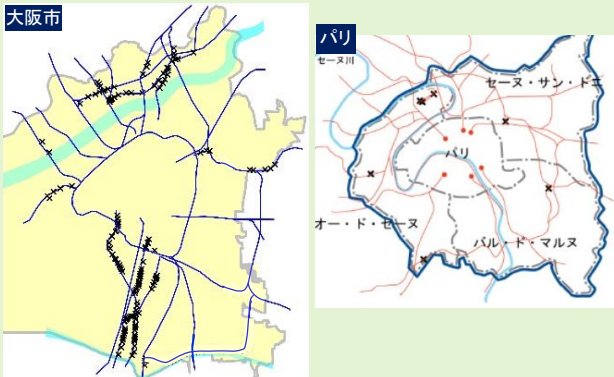 大阪市
パリ
セーヌ川
セーヌ・サン・ドニ
パリ
オー・ド・セーヌ
バル・ド・マルヌ